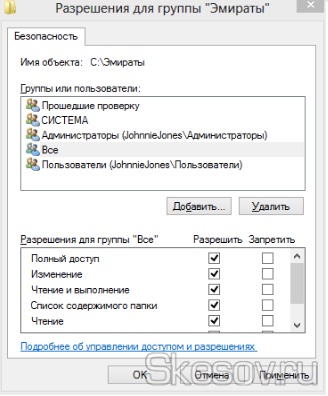 Разрешения для группы "Эмираты"
Безопасность
Имя объекта: C:\Эмираты
Группы или пользователи:
Прошедшие проверку
СИСТЕМА
Администраторы (JohnnieJones\Администраторы)
Все
Пользователи (JohnnieJones\Пользователи)
Добавить... Удалить
Разрешения для группы "Все" Разрешить Запретить
Полный доступ
Изменение
Чтение и выполнение
Список содержимого папки
Чтение
Подробнее об управлении доступом и разрешениях
ОК Отмена Применить
Skesov.ru